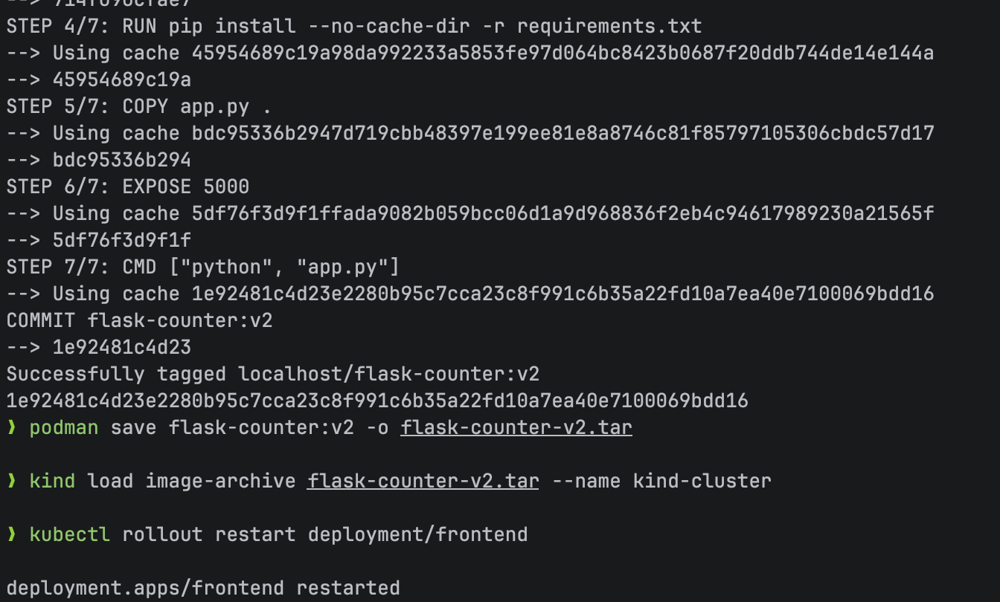 STEP 4/7: RUN pip install --no-cache-dir -r requirements.txt
--> Using cache 45954689c19a98da992233a5853fe97d064bc8423b0687f20ddb744de14e144a
--> 45954689c19a
STEP 5/7: COPY app.py .
--> Using cache bdc95336b2947d719cbb48397e199ee81e8a8746c81f85797105306cbdc57d17
--> bdc95336b294
STEP 6/7: EXPOSE 5000
--> Using cache 5df76f3d9f1ffada9082b059bcc06d1a9d968836f2eb4c94617989230a21565f
--> 5df76f3d9f1f
STEP 7/7: CMD ["python", "app.py"]
--> Using cache 1e92481c4d23e2280b95c7cca23c8f991c6b35a22fd10a7ea40e7100069bdd16
COMMIT flask-counter:v2
--> 1e92481c4d23
Successfully tagged localhost/flask-counter:v2
1e92481c4d23e2280b95c7cca23c8f991c6b35a22fd10a7ea40e7100069bdd16
❯ podman save flask-counter:v2 -o flask-counter-v2.tar
❯ kind load image-archive flask-counter-v2.tar --name kind-cluster
❯ kubectl rollout restart deployment/frontend
deployment.apps/frontend restarted